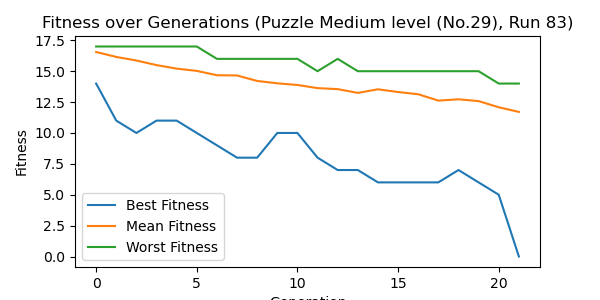 Fitness over Generations (Puzzle Medium level (No.29), Run 83)
17.5
15.0
12.5
10.0
7.5
5.0
2.5
0.0
Fitness
Best Fitness
Mean Fitness
Worst Fitness
0 5 10 15 20
Generation